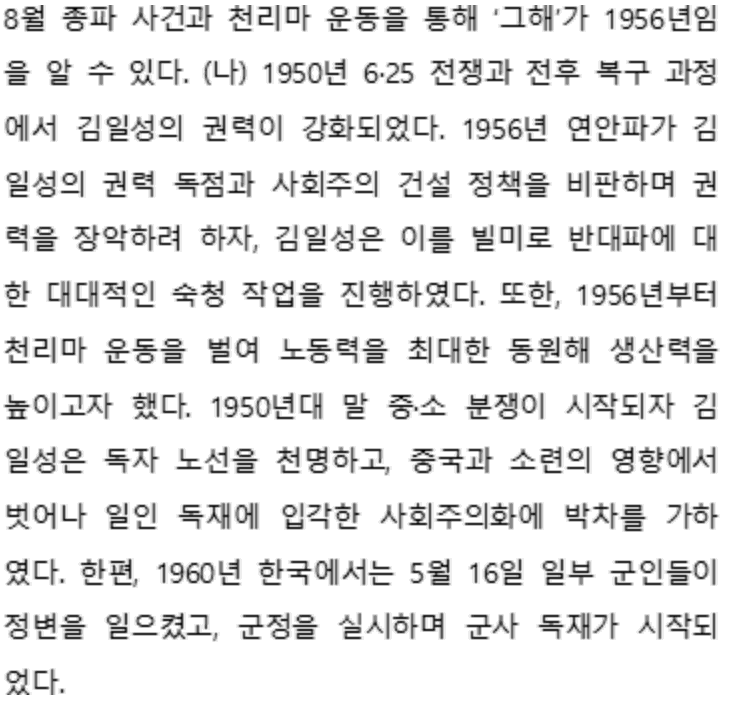 8월 종파 사건과 천리마 운동을 통해 ‘그해’가 1956년임
을 알 수 있다. (나) 1950년 6·25 전쟁과 전후 복구 과정
에서 김일성의 권력이 강화되었다. 1956년 연안파가 김
일성의 권력 독점과 사회주의 건설 정책을 비판하며 권
력을 장악하려 하자, 김일성은 이를 빌미로 반대파에 대
한 대대적인 숙청 작업을 진행하였다. 또한, 1956년부터
천리마 운동을 벌여 노동력을 최대한 동원해 생산력을
높이고자 했다. 1950년대 말 중·소 분쟁이 시작되자 김
일성은 독자 노선을 천명하고, 중국과 소련의 영향에서
벗어나 일인 독재에 입각한 사회주의화에 박차를 가하
였다. 한편, 1960년 한국에서는 5월 16일 일부 군인들이
정변을 일으켰고, 군정을 실시하며 군사 독재가 시작되
었다.